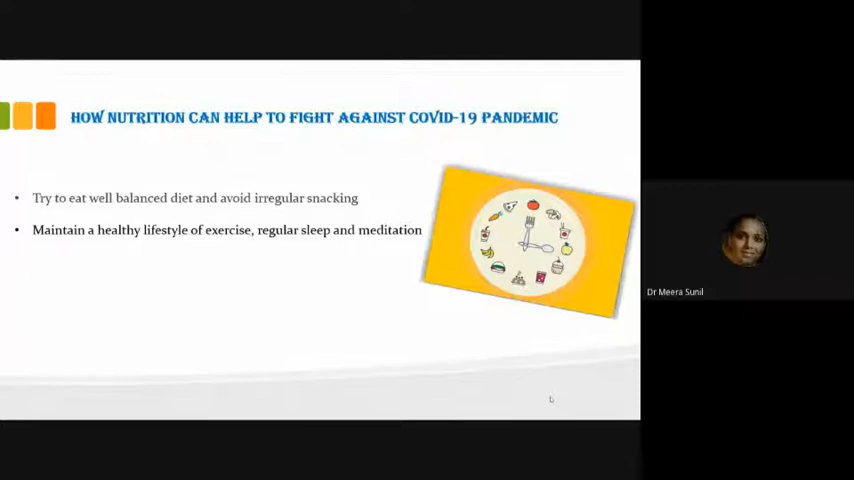 HOW NUTRITION CAN HELP TO FIGHT AGAINST COVID-19 PANDEMIC
• Try to eat well balanced diet and avoid irregular snacking
• Maintain a healthy lifestyle of exercise, regular sleep and meditation
Dr Meera Sunil